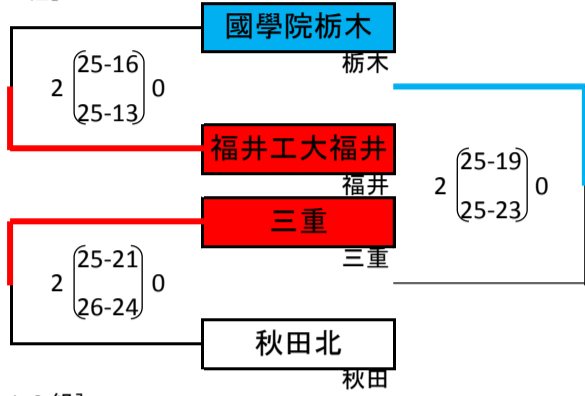 國學院栃木
栃木
25-16
2 0
25-13
福井工大福井
福井
25-19
2 0
25-23
三重
三重
25-21
2 0
26-24
秋田北
秋田